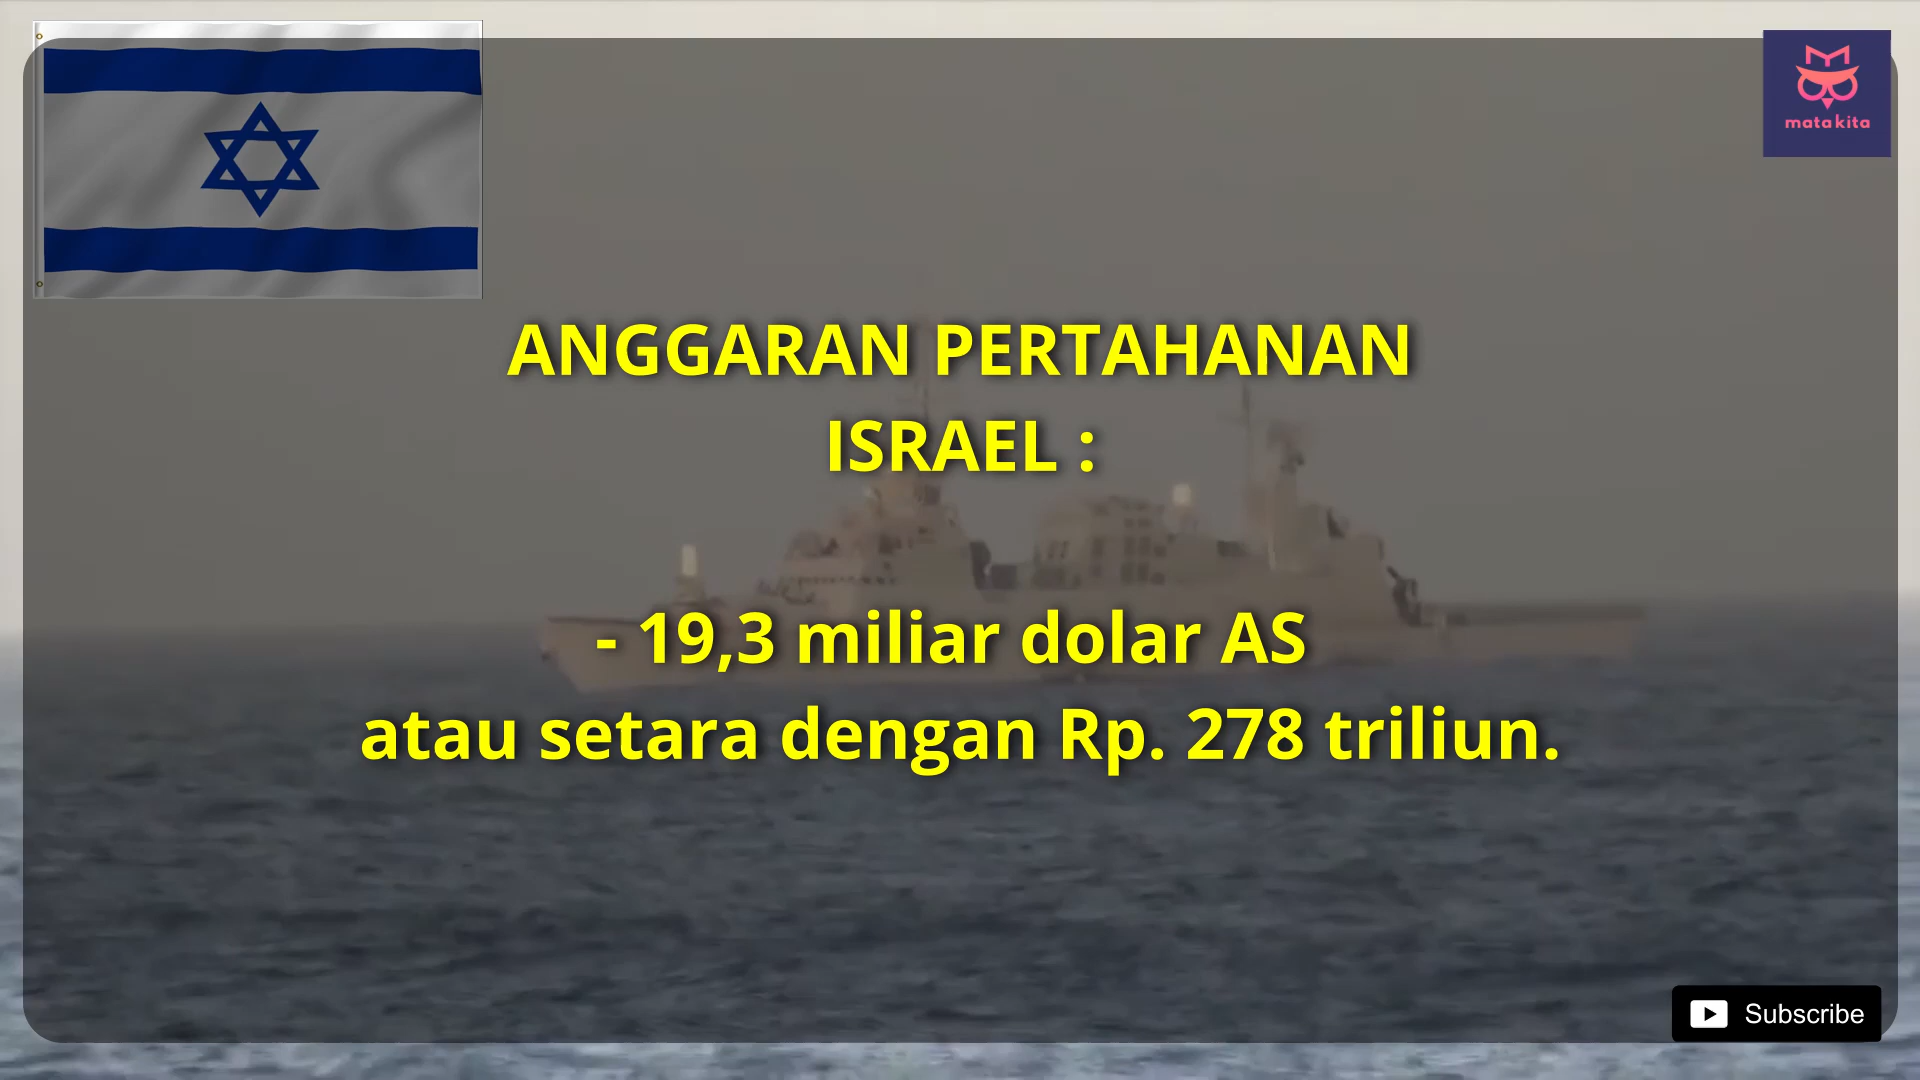 mata kita
ANGGARAN PERTAHANAN
ISRAEL :
- 19,3 miliar dolar AS
atau setara dengan Rp. 278 triliun.
Subscribe